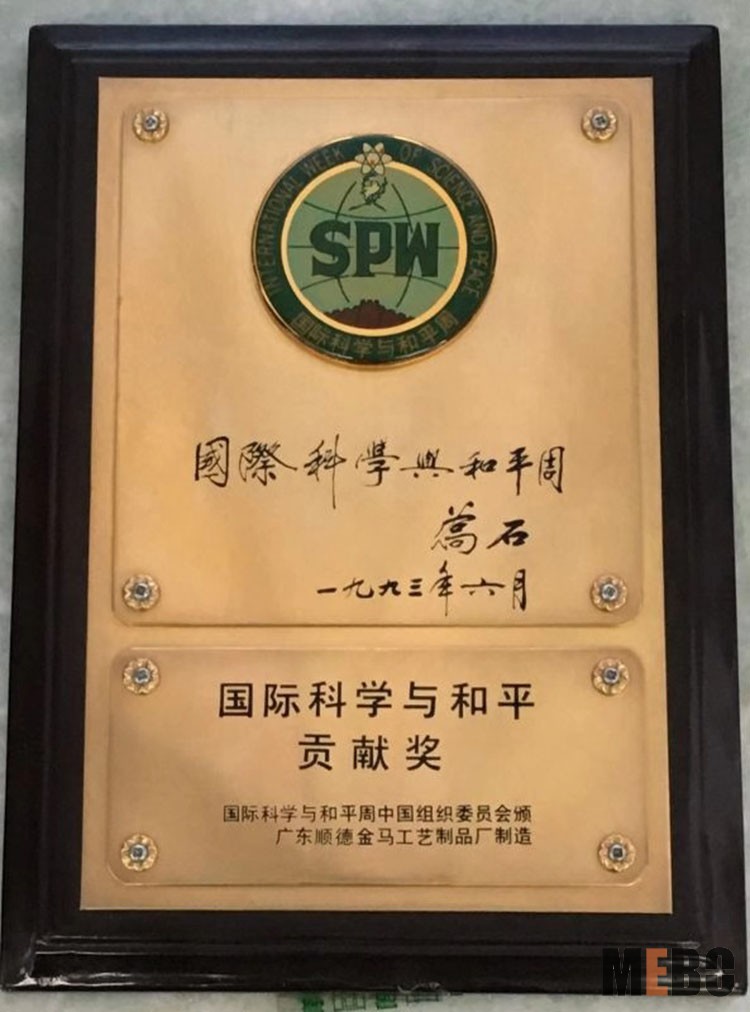 INTERNATIONAL WEEK OF SCIENCE AND PEACE
SPW
国际科学与和平周
國際科學與和平周
蒿石
一九九三年六月
国际科学与和平
贡献奖
国际科学与和平周中国组织委员会颁
广东顺德金马工艺制品厂制造
MEBC